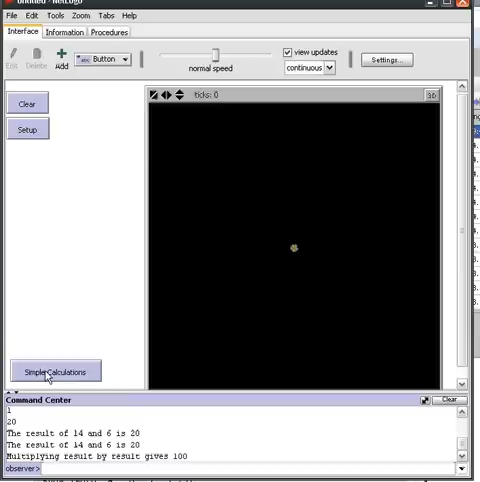 Untitled - NetLogo
File Edit Tools Zoom Tabs Help
Interface Information Procedures
Edit Delete Add abc Button normal speed view updates continuous Settings...
ticks: 0 3D
Clear
Setup
Simple Calculations
Command Center Clear
1
20
The result of 14 and 6 is 20
The result of 14 and 6 is 20
Multiplying result by result gives 100
observer>